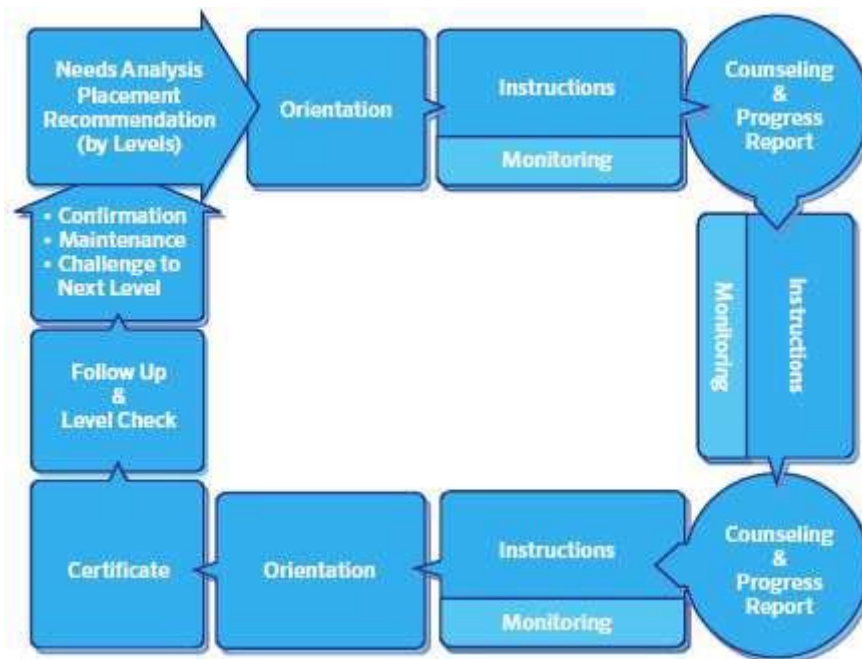 Needs Analysis
Placement
Recommendation
(by Levels)
Orientation
Instructions
Monitoring
Counseling
&
Progress
Report
Instructions
Monitoring
Counseling
&
Progress
Report
Instructions
Monitoring
Orientation
Certificate
Follow Up
&
Level Check
• Confirmation
• Maintenance
• Challenge to
Next Level